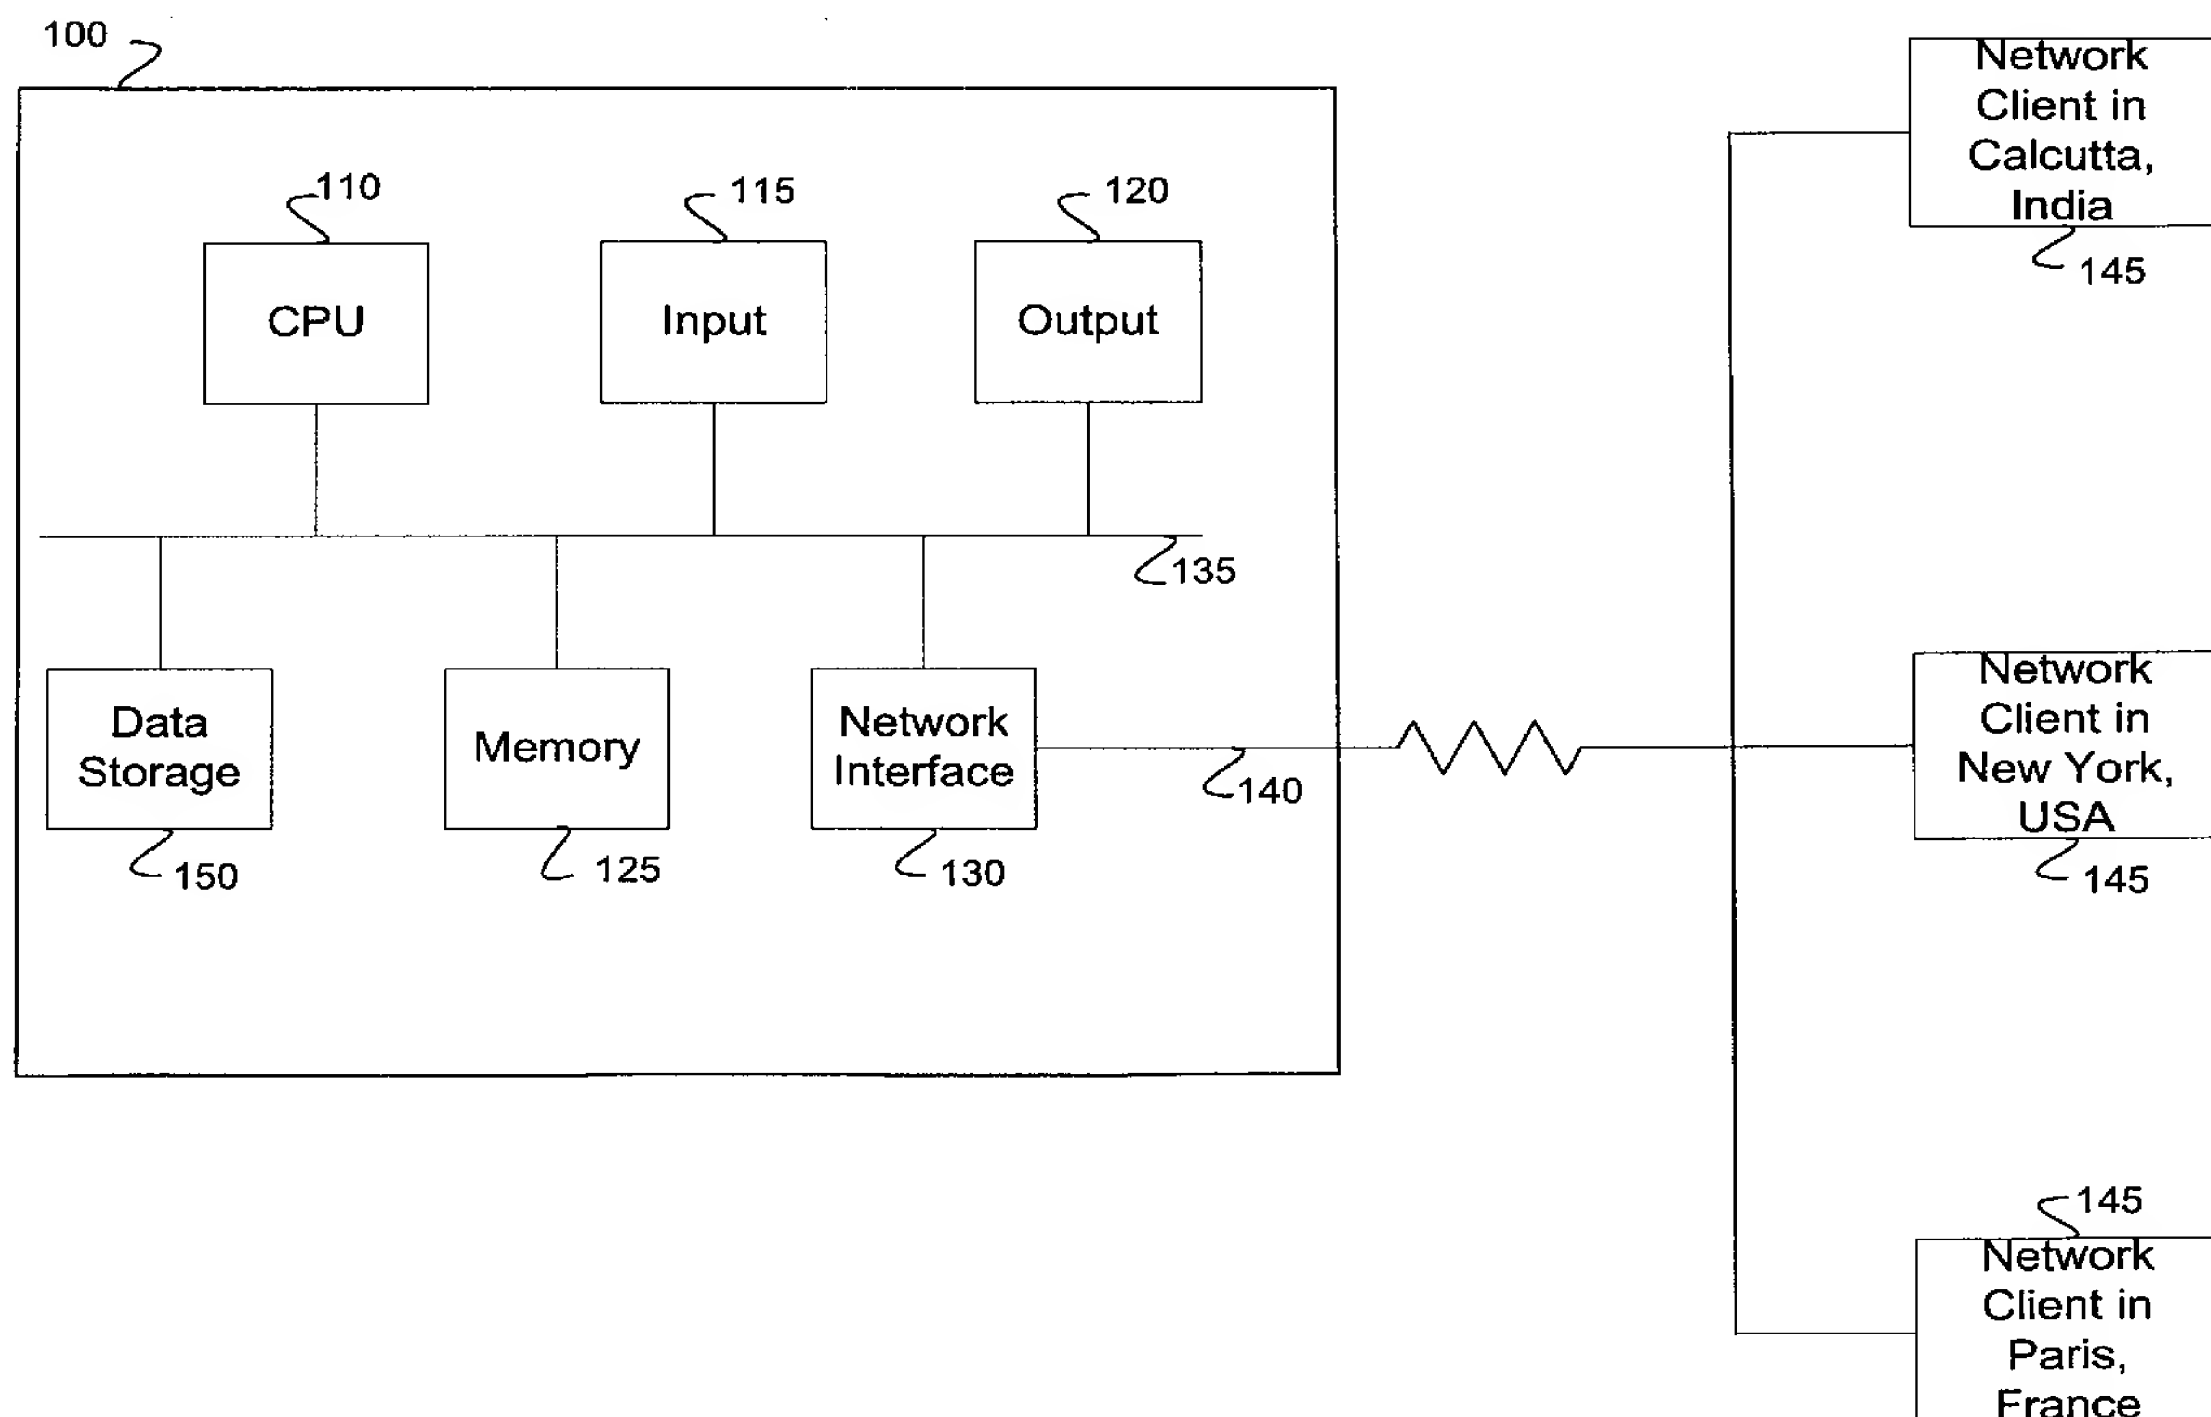 100
110
115
120
CPU
Input
Output
135
Data
Storage
Memory
Network
Interface
140
150
125
130
Network
Client in
Calcutta,
India
145
Network
Client in
New York,
USA
145
145
Network
Client in
Paris,
France